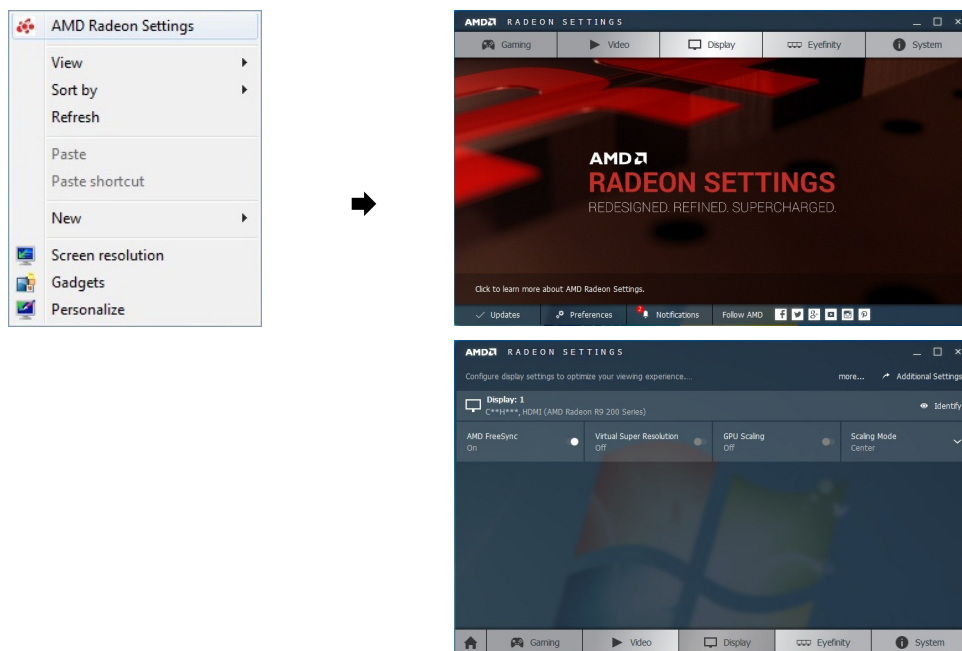 AMD Radeon Settings
View
Sort by
Refresh
Paste
Paste shortcut
New
Screen resolution
Gadgets
Personalize
AMD RADEON SETTINGS
Gaming Video Display Eyefinity System
AMD
RADEON SETTINGS
REDESIGNED. REFINED. SUPERCHARGED.
Click to learn more about AMD Radeon Settings.
Updates Preferences 2 Notifications Follow AMD
AMD RADEON SETTINGS
Configure display settings to optimize your viewing experience.... more... Additional Settings
Display: 1
C**H***, HDMI (AMD Radeon R9 200 Series) Identify
AMD FreeSync Virtual Super Resolution GPU Scaling Scaling Mode
On Off Off Center
Gaming Video Display Eyefinity System